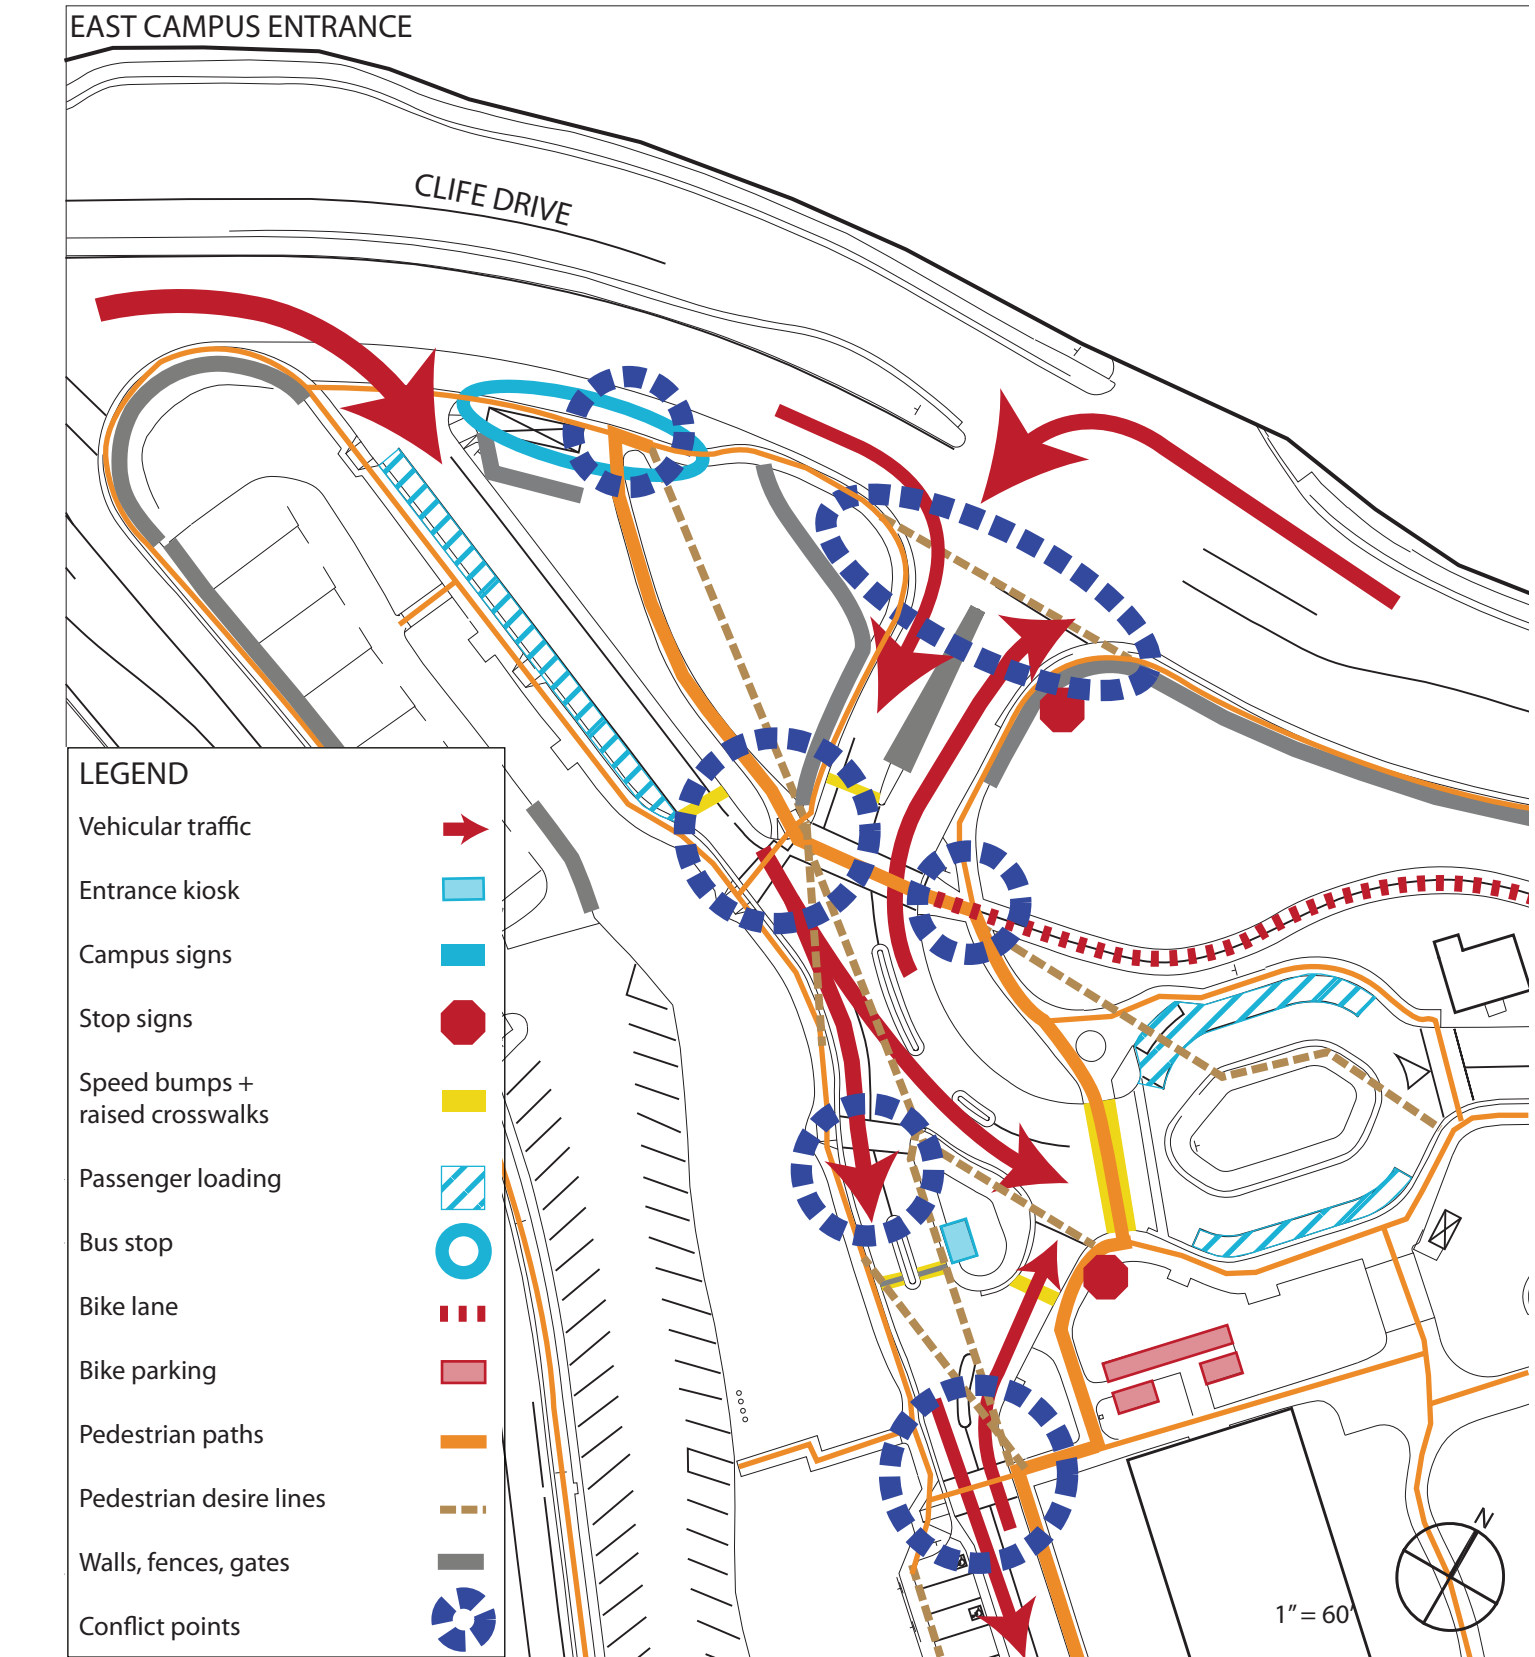 EAST CAMPUS ENTRANCE
CLIFE DRIVE
LEGEND
Vehicular traffic
Entrance kiosk
Campus signs
Stop signs
Speed bumps +
raised crosswalks
Passenger loading
Bus stop
Bike lane
Bike parking
Pedestrian paths
Pedestrian desire lines
Walls, fences, gates
Conflict points
N
1" = 60'